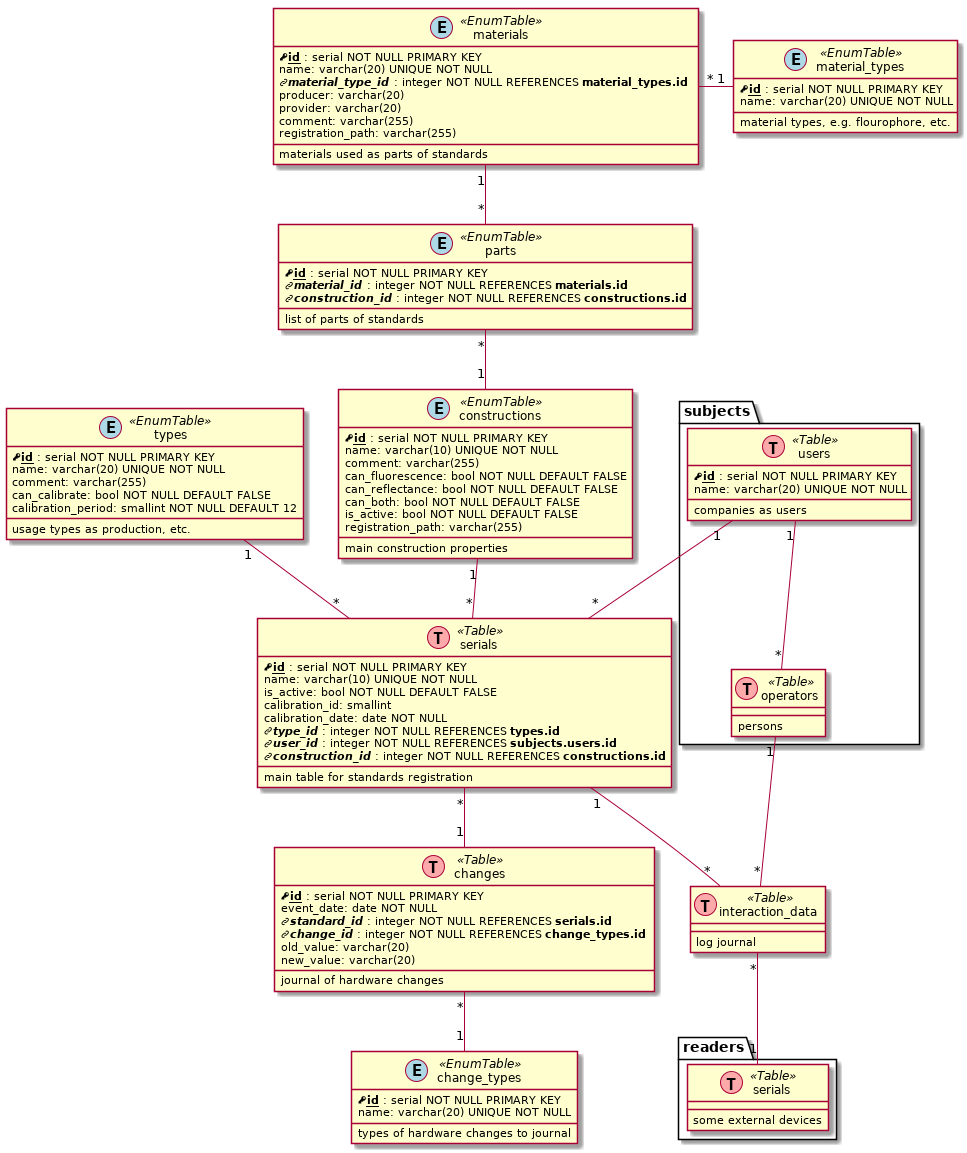 E «EnumTable»
materials
id : serial NOT NULL PRIMARY KEY
name: varchar(20) UNIQUE NOT NULL
material_type_id : integer NOT NULL REFERENCES material_types.id
producer: varchar(20)
provider: varchar(20)
comment: varchar(255)
registration_path: varchar(255)
materials used as parts of standards
* 1
E «EnumTable»
material_types
id : serial NOT NULL PRIMARY KEY
name: varchar(20) UNIQUE NOT NULL
material types, e.g. flourophore, etc.
1
*
E «EnumTable»
parts
id : serial NOT NULL PRIMARY KEY
material_id : integer NOT NULL REFERENCES materials.id
construction_id : integer NOT NULL REFERENCES constructions.id
list of parts of standards
*
1
E «EnumTable»
types
id : serial NOT NULL PRIMARY KEY
name: varchar(20) UNIQUE NOT NULL
comment: varchar(255)
can_calibrate: bool NOT NULL DEFAULT FALSE
calibration_period: smallint NOT NULL DEFAULT 12
usage types as production, etc.
E «EnumTable»
constructions
id : serial NOT NULL PRIMARY KEY
name: varchar(10) UNIQUE NOT NULL
comment: varchar(255)
can_fluorescence: bool NOT NULL DEFAULT FALSE
can_reflectance: bool NOT NULL DEFAULT FALSE
can_both: bool NOT NULL DEFAULT FALSE
is_active: bool NOT NULL DEFAULT FALSE
registration_path: varchar(255)
main construction properties
subjects
T «Table»
users
id : serial NOT NULL PRIMARY KEY
name: varchar(20) UNIQUE NOT NULL
companies as users
1
*
1
*
1
*
1
*
T «Table»
operators
persons
T «Table»
serials
id : serial NOT NULL PRIMARY KEY
name: varchar(10) UNIQUE NOT NULL
is_active: bool NOT NULL DEFAULT FALSE
calibration_id: smallint
calibration_date: date NOT NULL
type_id : integer NOT NULL REFERENCES types.id
user_id : integer NOT NULL REFERENCES subjects.users.id
construction_id : integer NOT NULL REFERENCES constructions.id
main table for standards registration
*
1
1
*
1
*
T «Table»
changes
id : serial NOT NULL PRIMARY KEY
event_date: date NOT NULL
standard_id : integer NOT NULL REFERENCES serials.id
change_id : integer NOT NULL REFERENCES change_types.id
old_value: varchar(20)
new_value: varchar(20)
journal of hardware changes
T «Table»
interaction_data
log journal
*
1
*
1
E «EnumTable»
change_types
id : serial NOT NULL PRIMARY KEY
name: varchar(20) UNIQUE NOT NULL
types of hardware changes to journal
readers
T «Table»
serials
some external devices